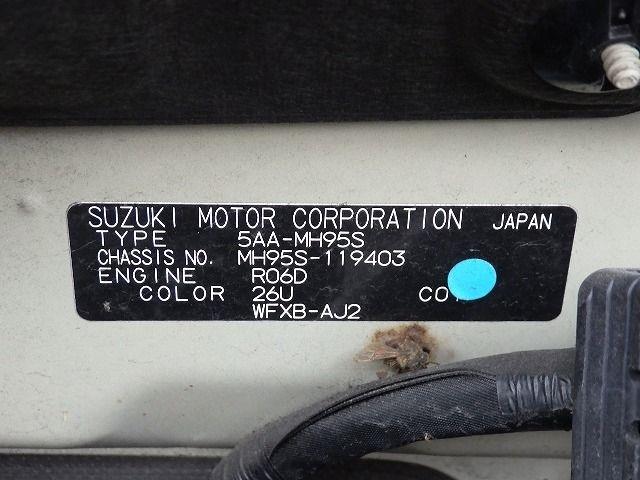 SUZUKI MOTOR CORPORATION JAPAN
TYPE 5AA-MH95S
CHASSIS NO. MH95S-119403
ENGINE R06D
COLOR 26U
WFXB-AJ2